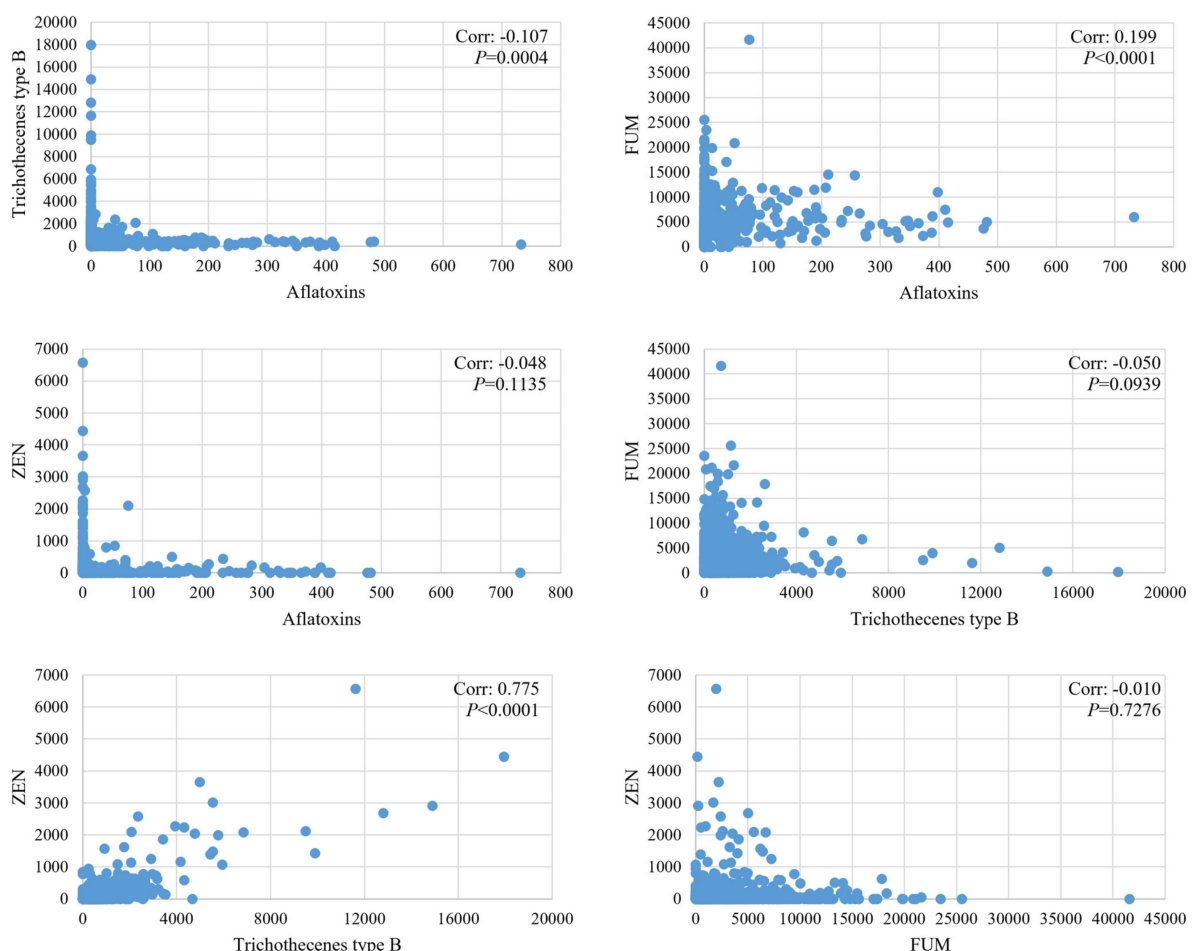 Trichothecenes type B
20000
18000
16000
14000
12000
10000
8000
6000
4000
2000
0
Corr: -0.107
P=0.0004
0 100 200 300 400 500 600 700 800
Aflatoxins
FUM
45000
40000
35000
30000
25000
20000
15000
10000
5000
0
Corr: 0.199
P<0.0001
0 100 200 300 400 500 600 700 800
Aflatoxins
ZEN
7000
6000
5000
4000
3000
2000
1000
0
Corr: -0.048
P=0.1135
0 100 200 300 400 500 600 700 800
Aflatoxins
FUM
45000
40000
35000
30000
25000
20000
15000
10000
5000
0
Corr: -0.050
P=0.0939
0 4000 8000 12000 16000 20000
Trichothecenes type B
ZEN
7000
6000
5000
4000
3000
2000
1000
0
Corr: 0.775
P<0.0001
0 4000 8000 12000 16000 20000
Trichothecenes type B
ZEN
7000
6000
5000
4000
3000
2000
1000
0
Corr: -0.010
P=0.7276
0 5000 10000 15000 20000 25000 30000 35000 40000 45000
FUM